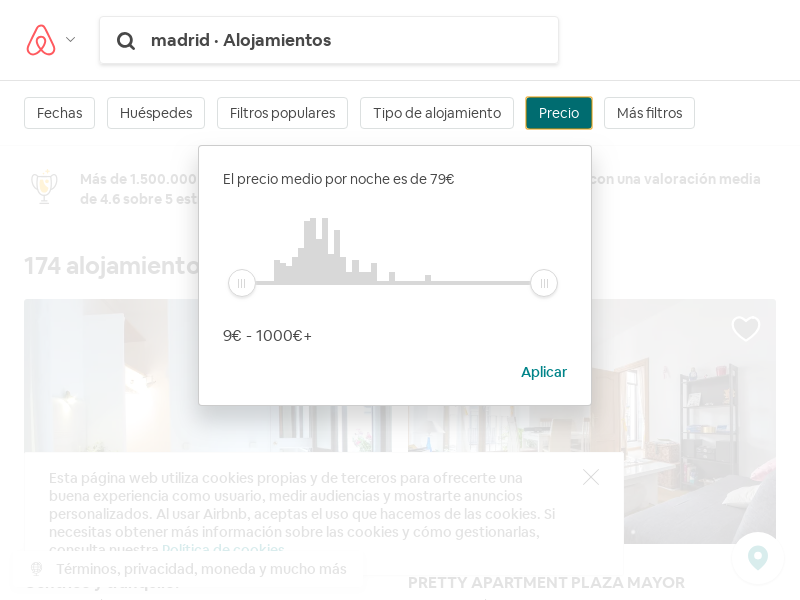 madrid · Alojamientos
Fechas
Huéspedes
Filtros populares
Tipo de alojamiento
Precio
Más filtros
Más de 1.500.000
con una valoración media
de 4.6 sobre 5 est
El precio medio por noche es de 79€
174 alojamiento
9€ - 1000€+
Aplicar
Esta página web utiliza cookies propias y de terceros para ofrecerte una
buena experiencia como usuario, medir audiencias y mostrarte anuncios
personalizados. Al usar Airbnb, aceptas el uso que hacemos de las cookies. Si
necesitas obtener más información sobre las cookies y cómo gestionarlas,
consulta nuestra Política de cookies
Términos, privacidad, moneda y mucho más
PRETTY APARTMENT PLAZA MAYOR